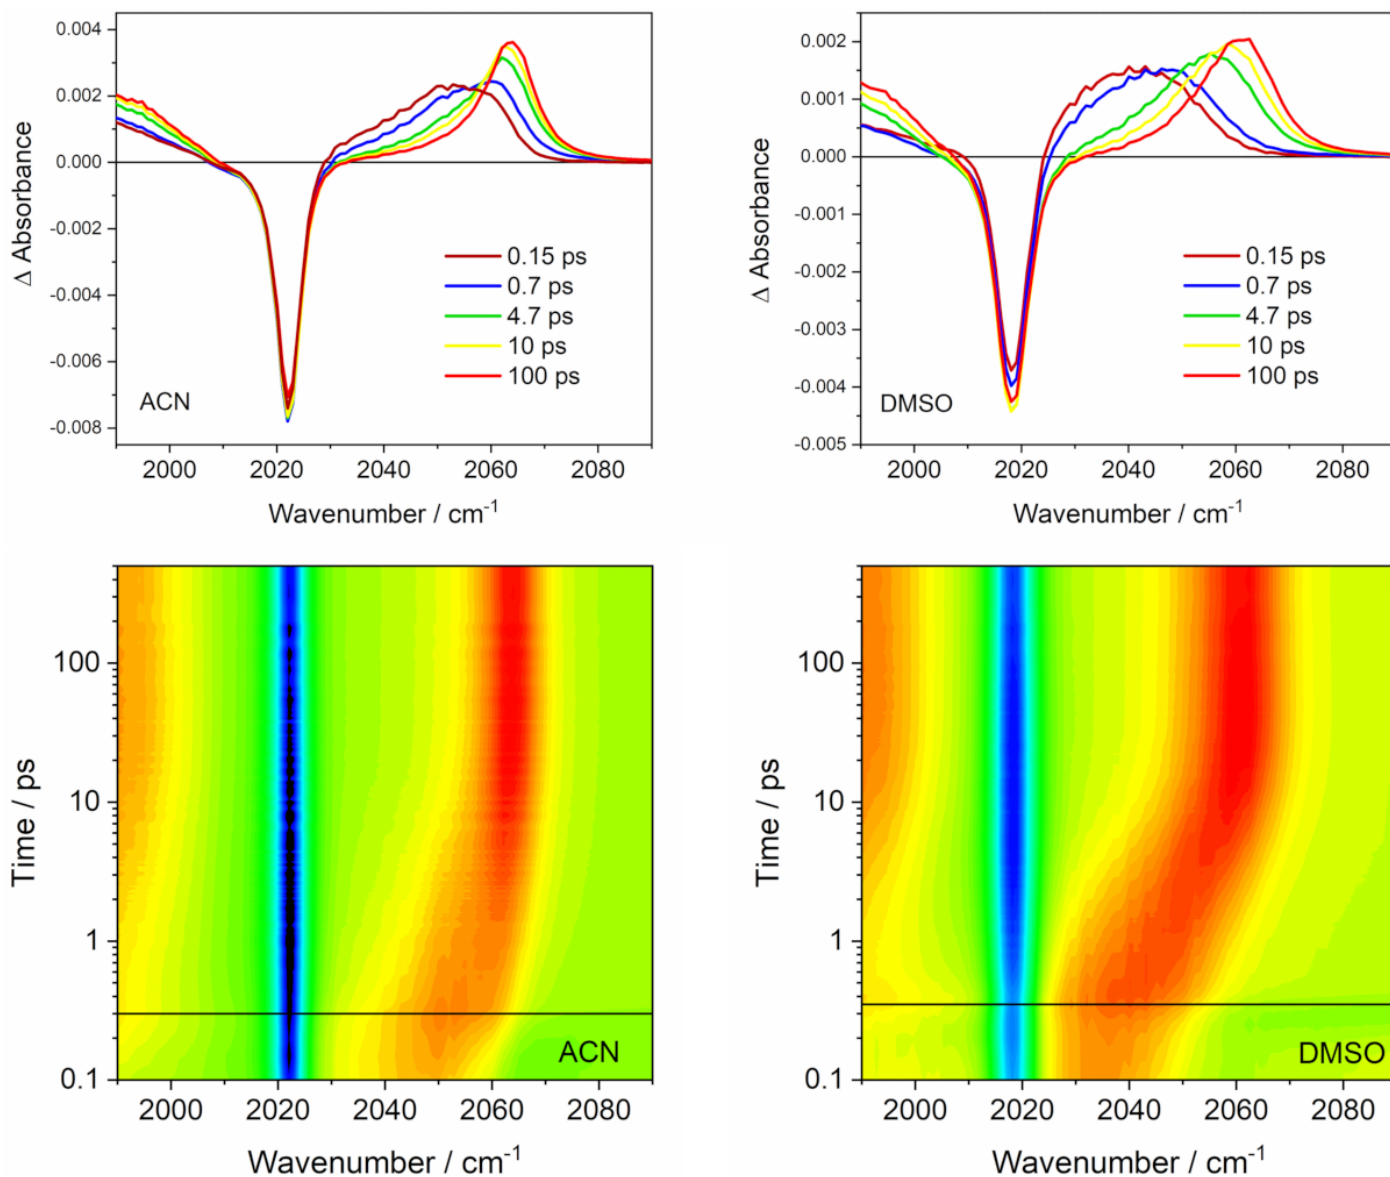 0.004
0.002
0.000
-0.002
-0.004
-0.006
-0.008
Δ Absorbance
0.15 ps
0.7 ps
4.7 ps
10 ps
100 ps
ACN
2000 2020 2040 2060 2080
Wavenumber / cm-1
0.002
0.001
0.000
-0.001
-0.002
-0.003
-0.004
-0.005
Δ Absorbance
0.15 ps
0.7 ps
4.7 ps
10 ps
100 ps
DMSO
2000 2020 2040 2060 2080
Wavenumber / cm-1
100
10
1
0.1
Time / ps
ACN
2000 2020 2040 2060 2080
Wavenumber / cm-1
100
10
1
0.1
Time / ps
DMSO
2000 2020 2040 2060 2080
Wavenumber / cm-1